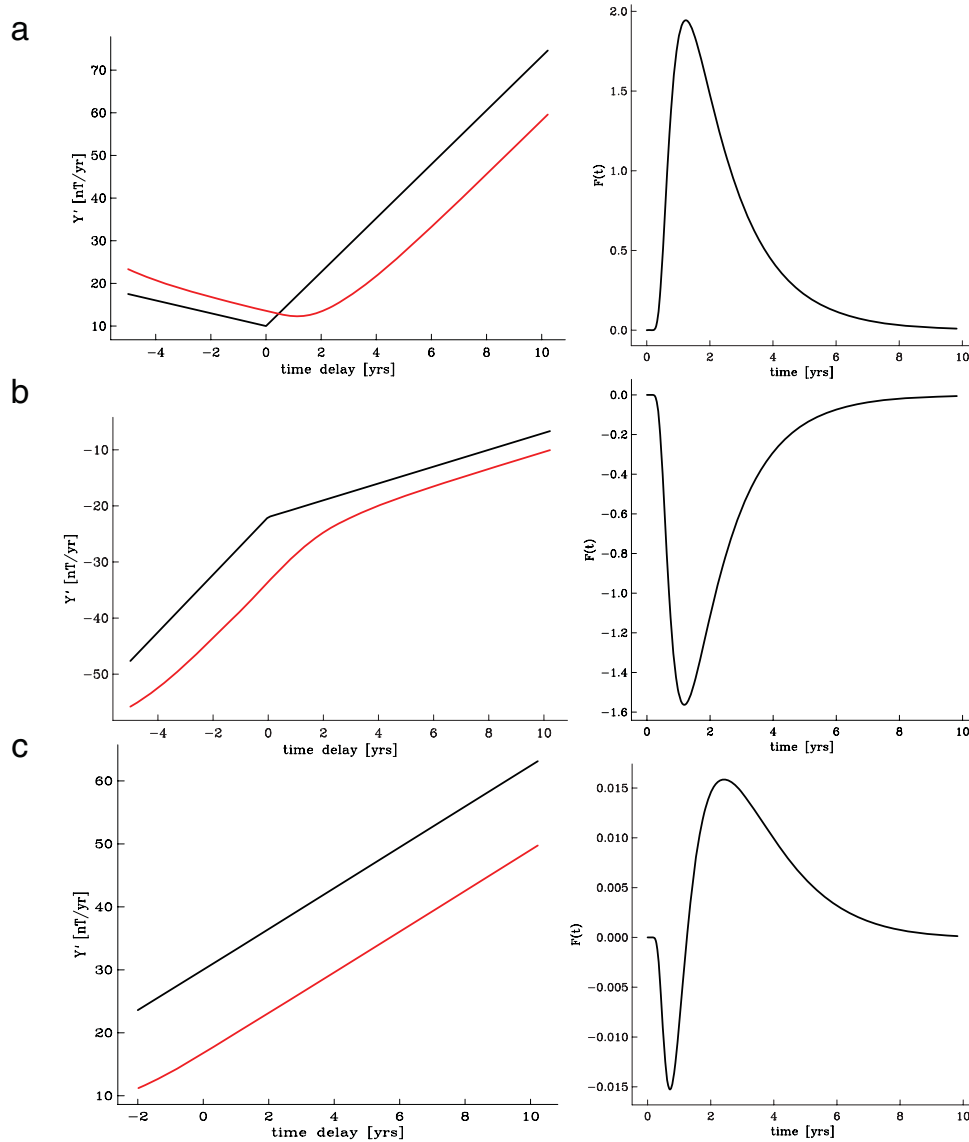 a
70
60
50
40
30
20
10
Y' [nT/yr]
−4 −2 0 2 4 6 8 10
time delay [yrs]
2.0
1.5
1.0
0.5
0.0
F(t)
0 2 4 6 8 10
time [yrs]
b
−10
−20
−30
−40
−50
Y' [nT/yr]
−4 −2 0 2 4 6 8 10
time delay [yrs]
0.0
−0.2
−0.4
−0.6
−0.8
−1.0
−1.2
−1.4
−1.6
F(t)
0 2 4 6 8 10
time [yrs]
c
60
50
40
30
20
10
Y' [nT/yr]
−2 0 2 4 6 8 10
time delay [yrs]
0.015
0.010
0.005
0.000
−0.005
−0.010
−0.015
F(t)
0 2 4 6 8 10
time [yrs]